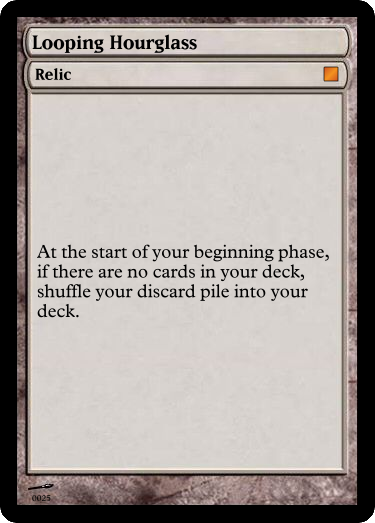 Looping Hourglass
Relic
At the start of your beginning phase,
if there are no cards in your deck,
shuffle your discard pile into your
deck.
0025